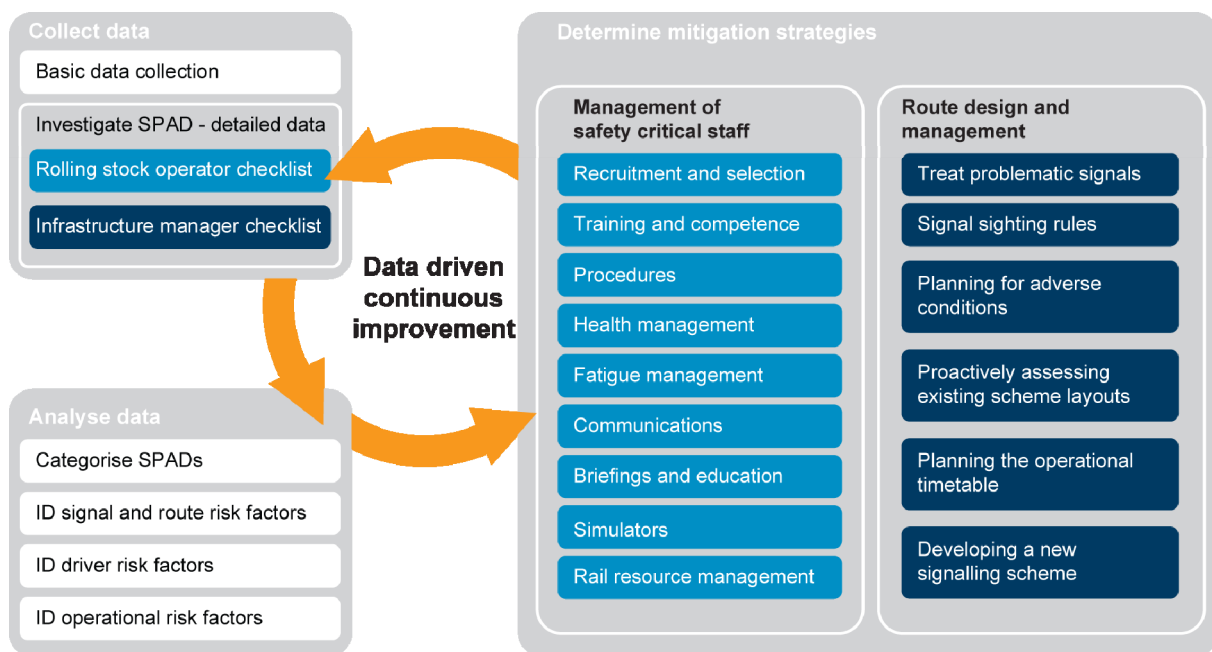 Collect data
Basic data collection
Investigate SPAD - detailed data
Rolling stock operator checklist
Infrastructure manager checklist
Data driven
continuous
improvement
Analyse data
Categorise SPADs
ID signal and route risk factors
ID driver risk factors
ID operational risk factors
Determine mitigation strategies
Management of
safety critical staff
Recruitment and selection
Training and competence
Procedures
Health management
Fatigue management
Communications
Briefings and education
Simulators
Rail resource management
Route design and
management
Treat problematic signals
Signal sighting rules
Planning for adverse
conditions
Proactively assessing
existing scheme layouts
Planning the operational
timetable
Developing a new
signalling scheme